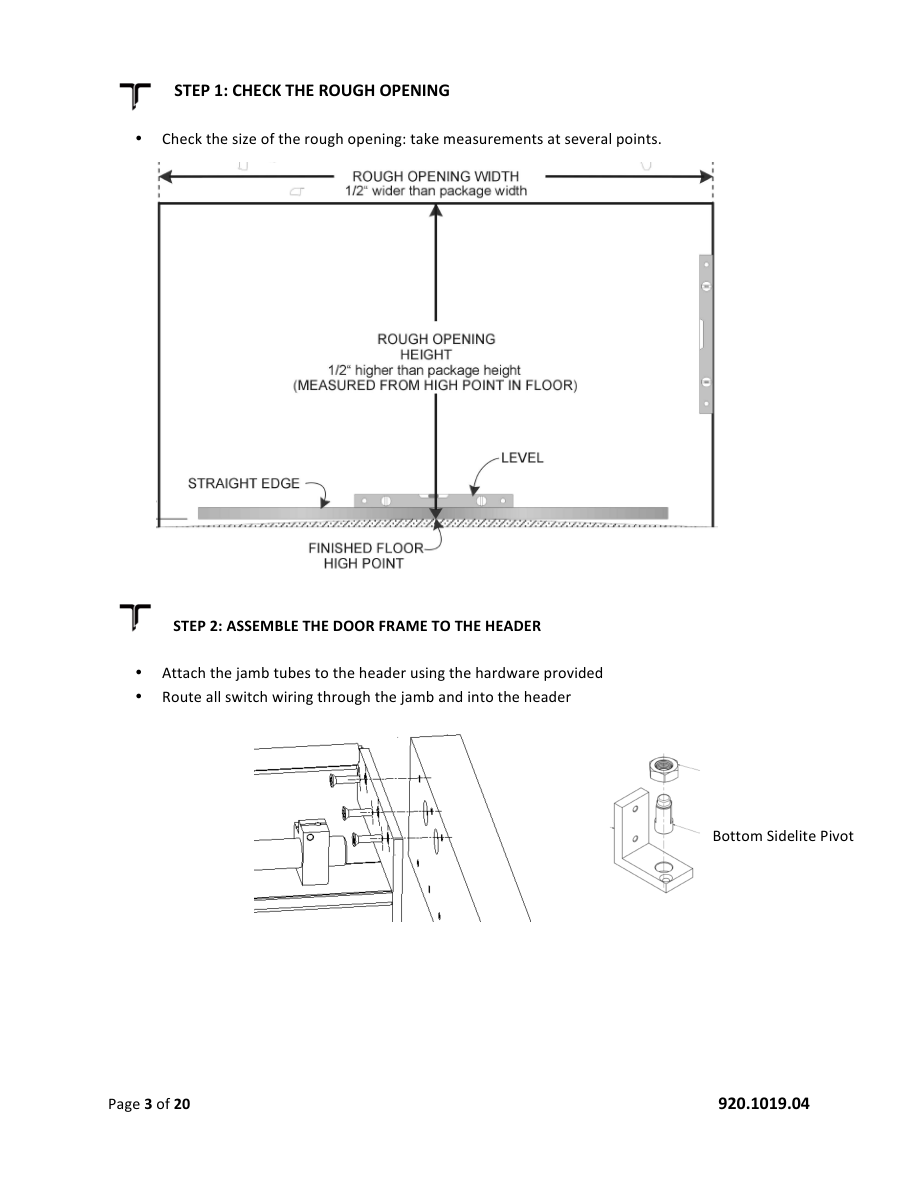 STEP 1: CHECK THE ROUGH OPENING
• Check the size of the rough opening: take measurements at several points.
ROUGH OPENING WIDTH
1/2“ wider than package width
ROUGH OPENING
HEIGHT
1/2“ higher than package height
(MEASURED FROM HIGH POINT IN FLOOR)
LEVEL
STRAIGHT EDGE
FINISHED FLOOR
HIGH POINT
STEP 2: ASSEMBLE THE DOOR FRAME TO THE HEADER
• Attach the jamb tubes to the header using the hardware provided
• Route all switch wiring through the jamb and into the header
Bottom Sidelite Pivot
Page 3 of 20
920.1019.04